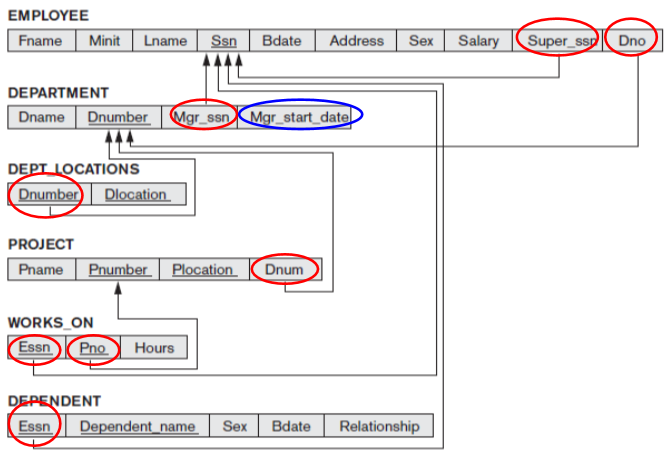 EMPLOYEE
Fname Minit Lname Ssn Bdate Address Sex Salary Super_ssn Dno
DEPARTMENT
Dname Dnumber Mgr_ssn Mgr_start_date
DEPT_LOCATIONS
Dnumber Dlocation
PROJECT
Pname Pnumber Plocation Dnum
WORKS_ON
Essn Pno Hours
DEPENDENT
Essn Dependent_name Sex Bdate Relationship